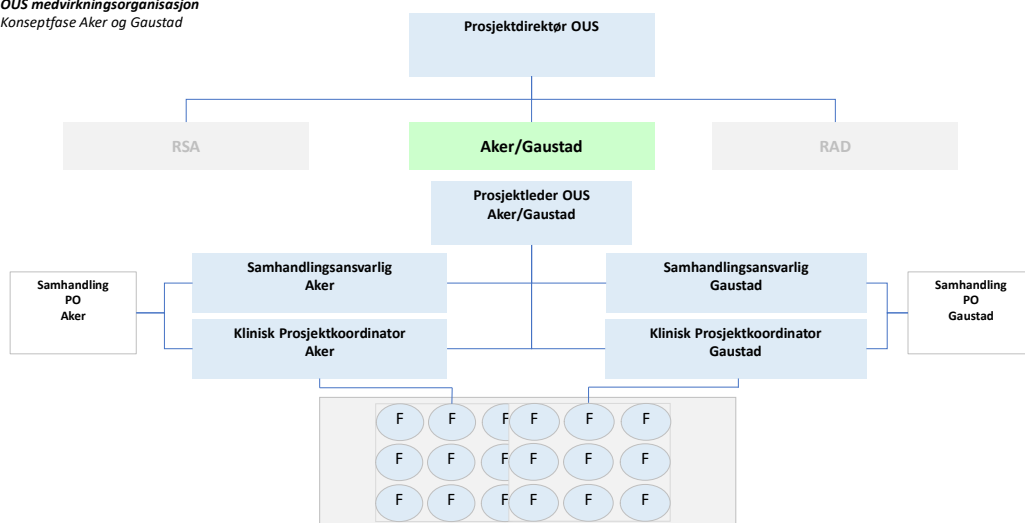 OUS medvirkningsorganisasjon
Konseptfase Aker og Gaustad
Prosjektdirektør OUS
RSA
Aker/Gaustad
RAD
Prosjektleder OUS
Aker/Gaustad
Samhandling
PO
Aker
Samhandlingsansvarlig
Aker
Samhandlingsansvarlig
Gaustad
Samhandling
PO
Gaustad
Klinisk Prosjektkoordinator
Aker
Klinisk Prosjektkoordinator
Gaustad
F F F F F F
F F F F F F
F F F F F F